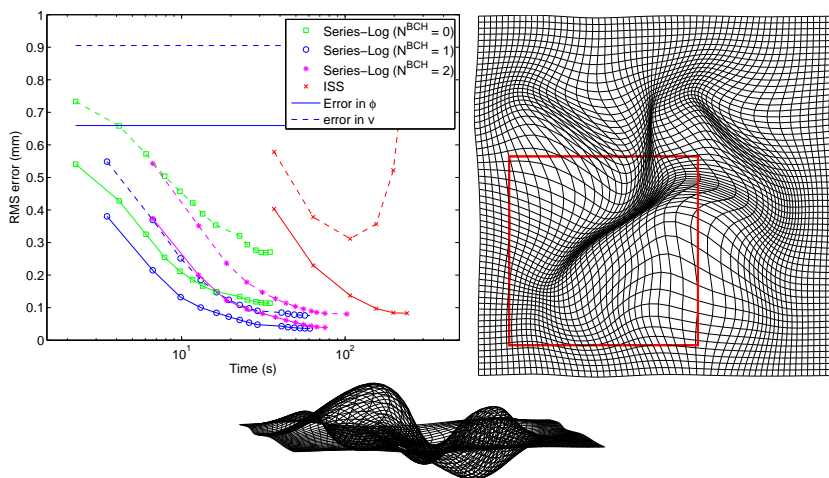 1
0.9
0.8
0.7
0.6
0.5
0.4
0.3
0.2
0.1
0
RMS error (mm)
10^1
10^2
Time (s)
Series-Log (N^BCH = 0)
Series-Log (N^BCH = 1)
Series-Log (N^BCH = 2)
ISS
Error in ϕ
error in v